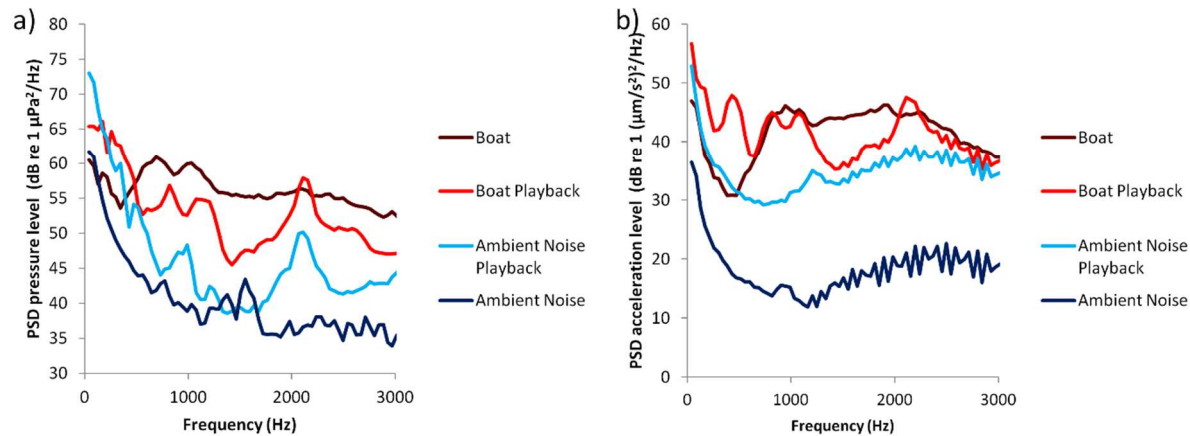 a)
PSD pressure level (dB re 1 µPa²/Hz)
80
75
70
65
60
55
50
45
40
35
30
0
1000
2000
3000
Frequency (Hz)
Boat
Boat Playback
Ambient Noise
Playback
Ambient Noise
b)
PSD acceleration level (dB re 1 (µm/s²)²/Hz)
60
50
40
30
20
10
0
0
1000
2000
3000
Frequency (Hz)
Boat
Boat Playback
Ambient Noise
Playback
Ambient Noise